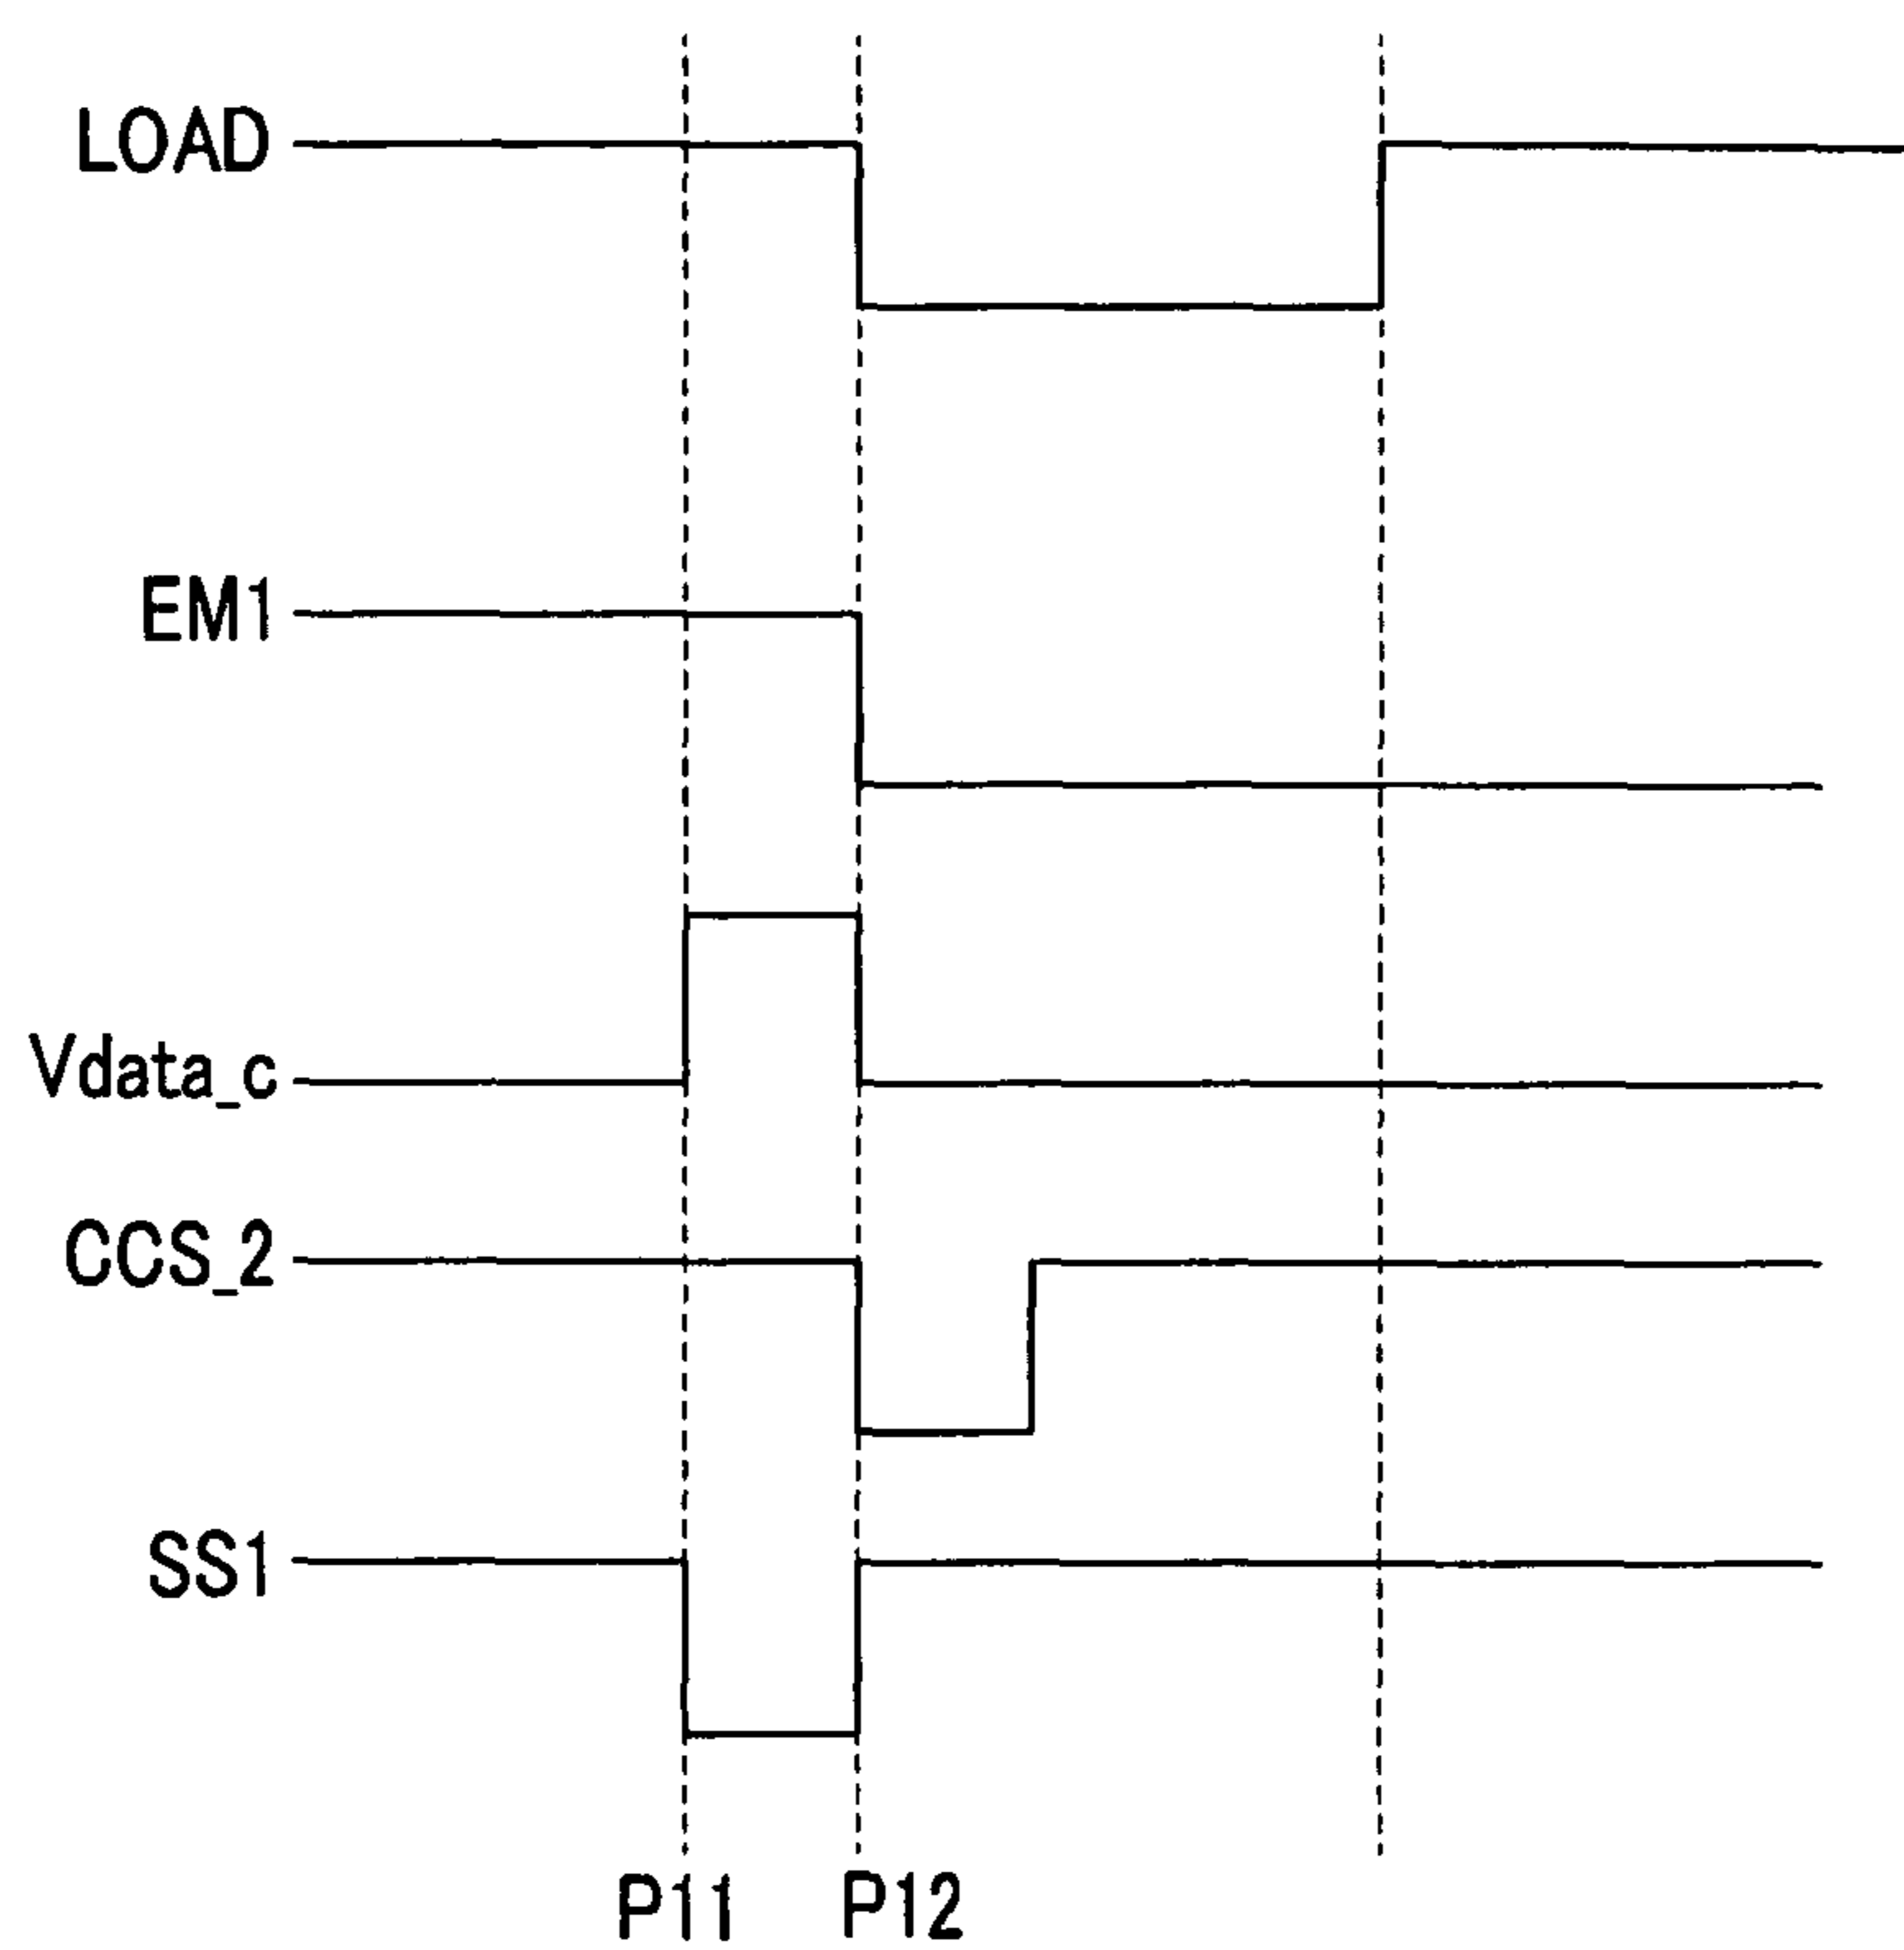 LOAD
EM1
Vdata_c
CCS_2
SS1
P11 P12